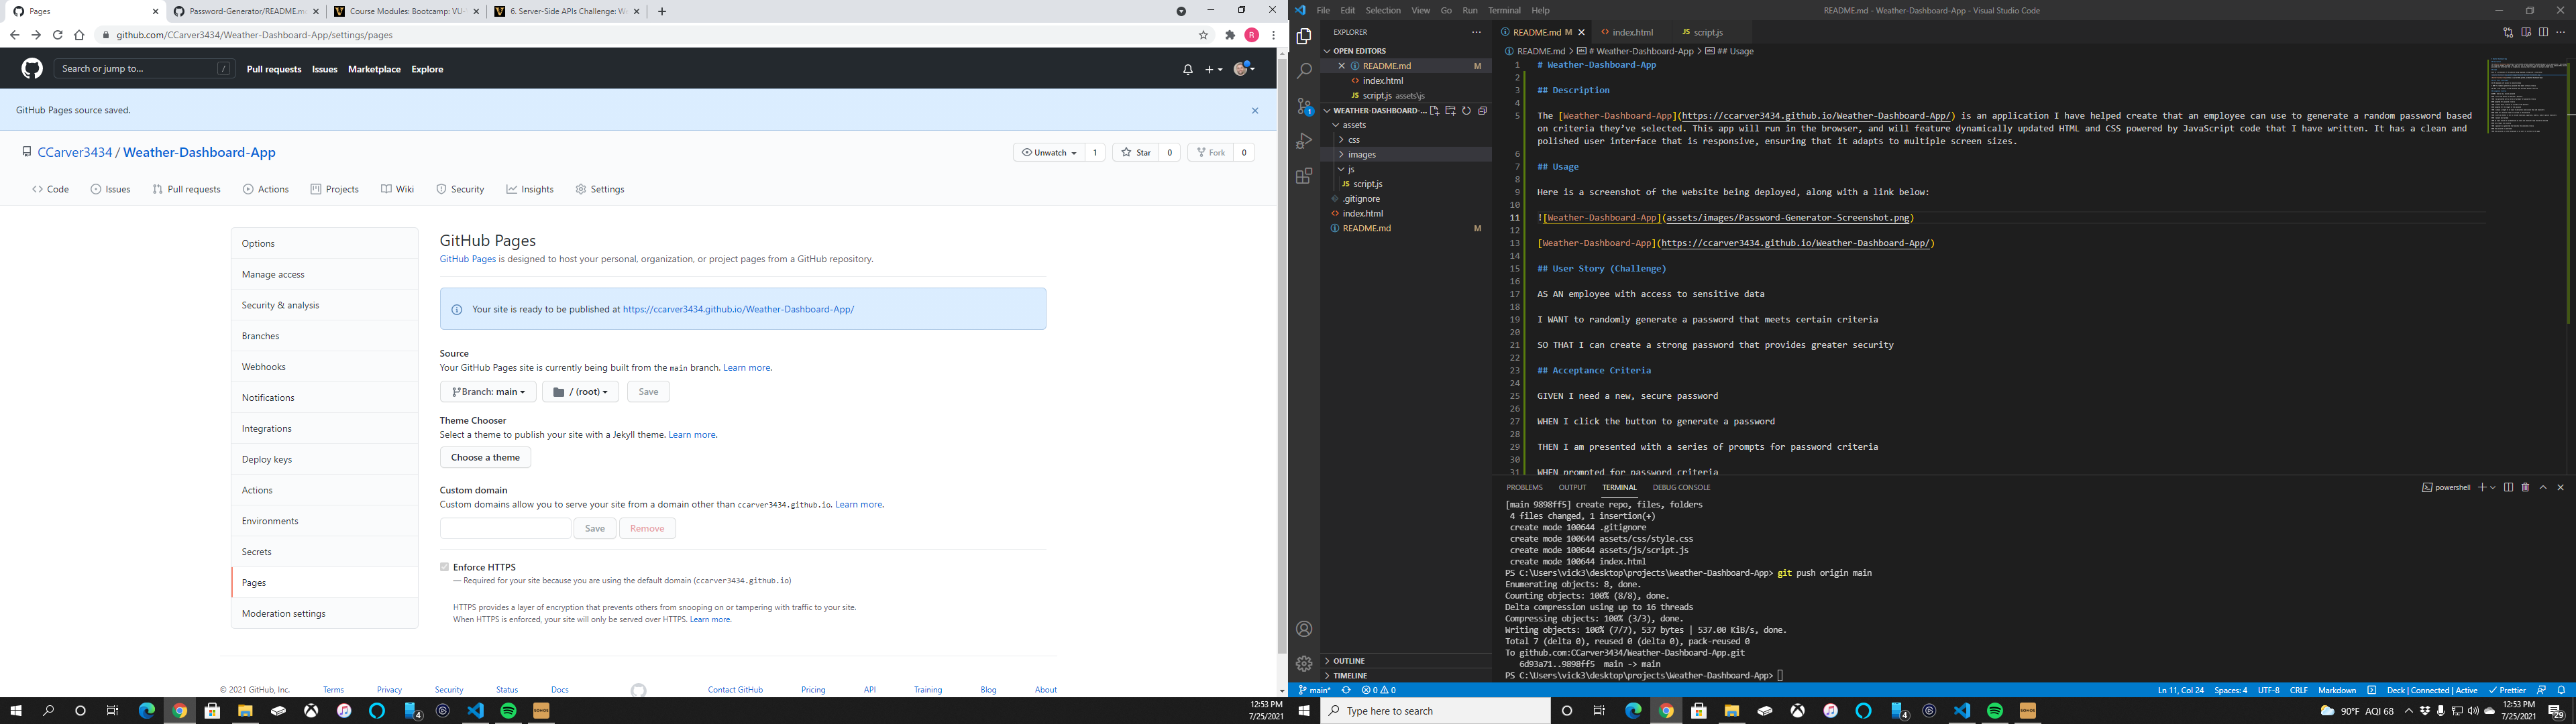 Pages
Password-Generator/README.m
Course Modules: Bootcamp: VU-
6. Server-Side APIs Challenge: W
github.com/CCarver3434/Weather-Dashboard-App/settings/pages
Search or jump to...
/
Pull requests
Issues
Marketplace
Explore
GitHub Pages source saved.
CCarver3434 / Weather-Dashboard-App
Unwatch
1
Star
0
Fork
0
Code
Issues
Pull requests
Actions
Projects
Wiki
Security
Insights
Settings
Options
Manage access
Security & analysis
Branches
Webhooks
Notifications
Integrations
Deploy keys
Actions
Environments
Secrets
Pages
Moderation settings
GitHub Pages
GitHub Pages is designed to host your personal, organization, or project pages from a GitHub repository.
Your site is ready to be published at https://ccarver3434.github.io/Weather-Dashboard-App/
Source
Your GitHub Pages site is currently being built from the main branch. Learn more.
Branch: main
/ (root)
Save
Theme Chooser
Select a theme to publish your site with a Jekyll theme. Learn more.
Choose a theme
Custom domain
Custom domains allow you to serve your site from a domain other than ccarver3434.github.io. Learn more.
Save
Remove
Enforce HTTPS
— Required for your site because you are using the default domain (ccarver3434.github.io)
HTTPS provides a layer of encryption that prevents others from snooping on or tampering with traffic to your site.
When HTTPS is enforced, your site will only be served over HTTPS. Learn more.
© 2021 GitHub, Inc.
Terms
Privacy
Security
Status
Docs
Contact GitHub
Pricing
API
Training
Blog
About
12:53 PM
7/25/2021
File Edit Selection View Go Run Terminal Help
README.md - Weather-Dashboard-App - Visual Studio Code
EXPLORER
OPEN EDITORS
README.md M
index.html
script.js assets\js
WEATHER-DASHBOARD-...
assets
css
images
js
script.js
.gitignore
index.html
README.md M
OUTLINE
TIMELINE
README.md M
index.html
script.js
README.md > # Weather-Dashboard-App > ## Usage
1 # Weather-Dashboard-App
2
3 ## Description
4
5 The [Weather-Dashboard-App](https://ccarver3434.github.io/Weather-Dashboard-App/) is an application I have helped create that an employee can use to generate a random password based
on criteria they’ve selected. This app will run in the browser, and will feature dynamically updated HTML and CSS powered by JavaScript code that I have written. It has a clean and
polished user interface that is responsive, ensuring that it adapts to multiple screen sizes.
6
7 ## Usage
8
9 Here is a screenshot of the website being deployed, along with a link below:
10
11 ![Weather-Dashboard-App](assets/images/Password-Generator-Screenshot.png)
12
13 [Weather-Dashboard-App](https://ccarver3434.github.io/Weather-Dashboard-App/)
14
15 ## User Story (Challenge)
16
17 AS AN employee with access to sensitive data
18
19 I WANT to randomly generate a password that meets certain criteria
20
21 SO THAT I can create a strong password that provides greater security
22
23 ## Acceptance Criteria
24
25 GIVEN I need a new, secure password
26
27 WHEN I click the button to generate a password
28
29 THEN I am presented with a series of prompts for password criteria
30
31 WHEN prompted for password criteria
PROBLEMS
OUTPUT
TERMINAL
DEBUG CONSOLE
powershell
[main 9898ff5] create repo, files, folders
4 files changed, 1 insertion(+)
create mode 100644 .gitignore
create mode 100644 assets/css/style.css
create mode 100644 assets/js/script.js
create mode 100644 index.html
PS C:\Users\vick3\desktop\projects\Weather-Dashboard-App> git push origin main
Enumerating objects: 8, done.
Counting objects: 100% (8/8), done.
Delta compression using up to 16 threads
Compressing objects: 100% (3/3), done.
Writing objects: 100% (7/7), 537 bytes | 537.00 KiB/s, done.
Total 7 (delta 0), reused 0 (delta 0), pack-reused 0
To github.com:CCarver3434/Weather-Dashboard-App.git
6d93a71..9898ff5 main -> main
PS C:\Users\vick3\desktop\projects\Weather-Dashboard-App>
main*
0
0
Ln 11, Col 24
Spaces: 4
UTF-8
CRLF
Markdown
Deck | Connected | Active
Prettier
Type here to search
90°F AQI 68
12:53 PM
7/25/2021
29